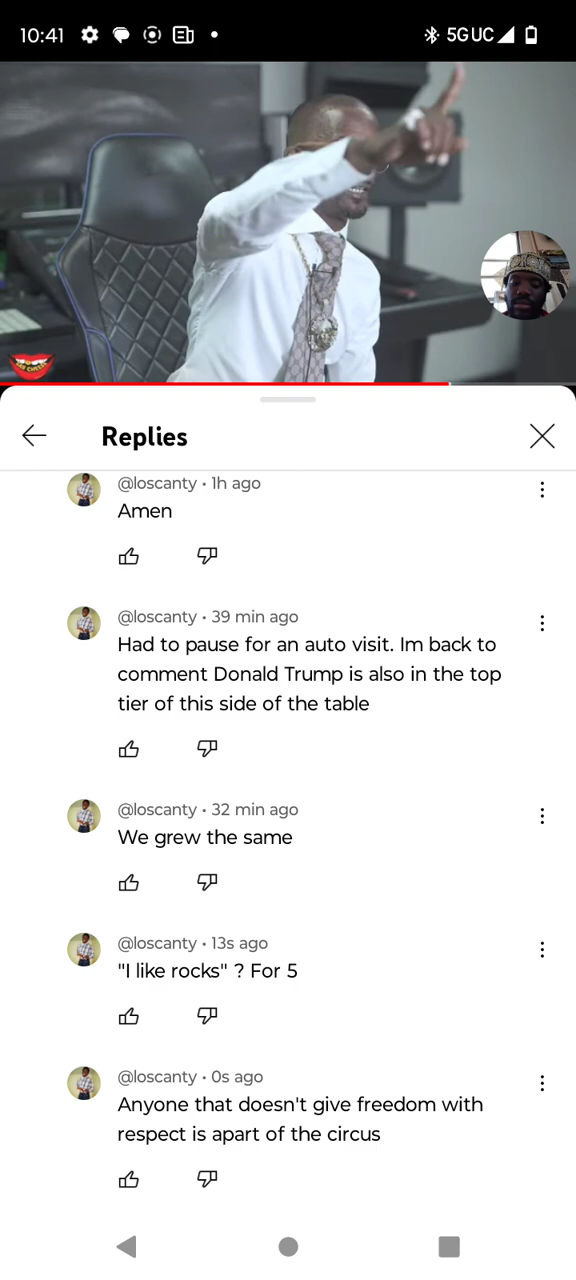 10:41
5G UC
SAY CHEESE
Replies
@loscanty • 1h ago
Amen
@loscanty • 39 min ago
Had to pause for an auto visit. Im back to
comment Donald Trump is also in the top
tier of this side of the table
@loscanty • 32 min ago
We grew the same
@loscanty • 13s ago
"I like rocks" ? For 5
@loscanty • 0s ago
Anyone that doesn't give freedom with
respect is apart of the circus